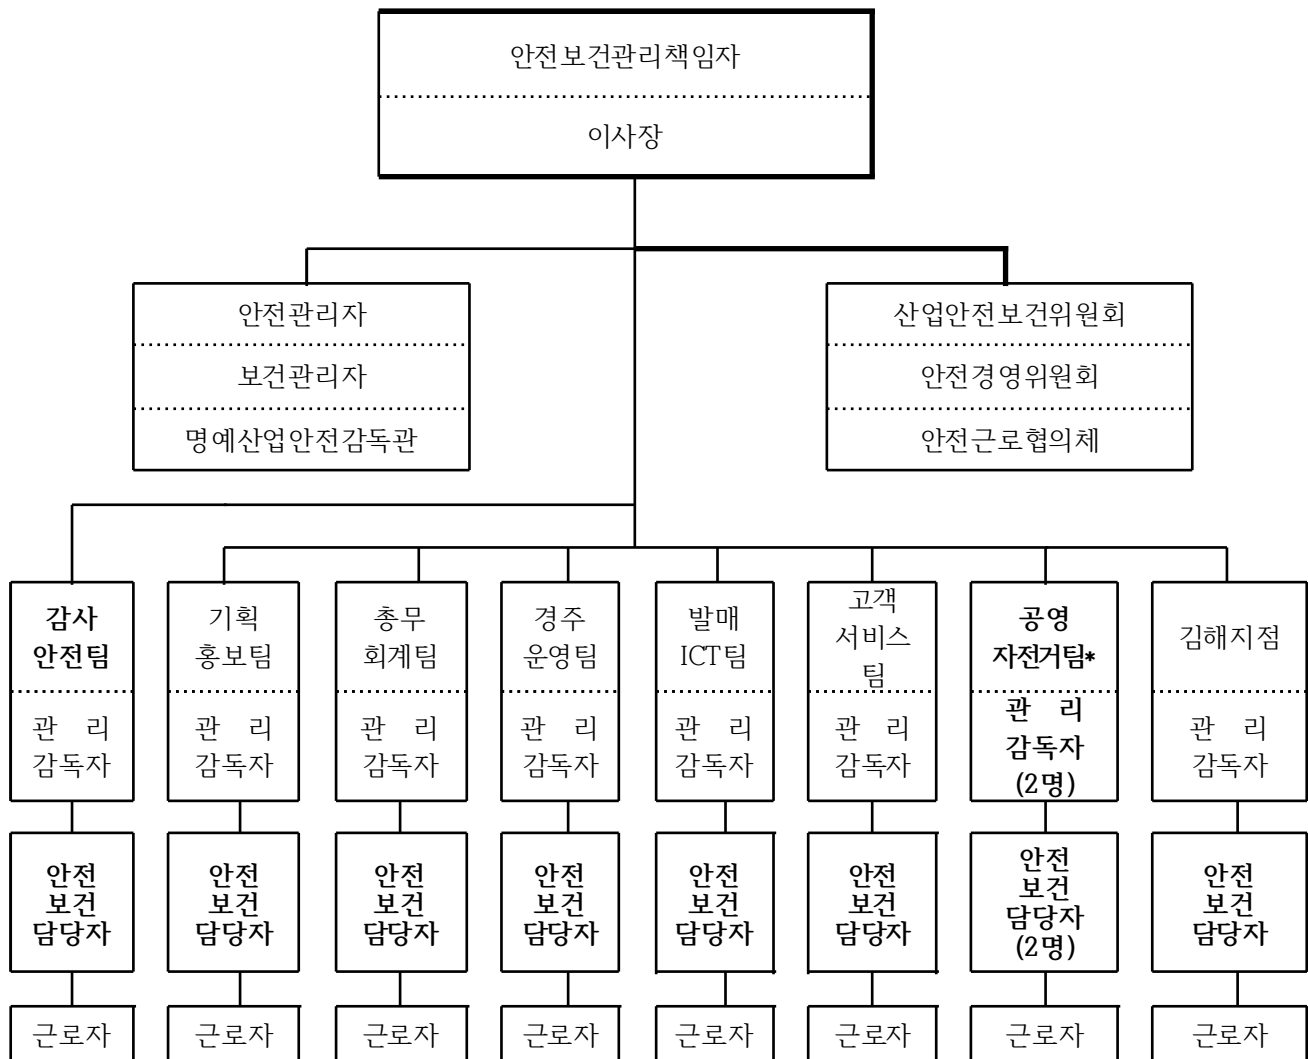 안전보건관리책임자
이사장
안전관리자
보건관리자
명예산업안전감독관
산업안전보건위원회
안전경영위원회
안전근로협의체
감사
안전팀
관 리
감독자
안전
보건
담당자
근로자
기획
홍보팀
관 리
감독자
안전
보건
담당자
근로자
총무
회계팀
관 리
감독자
안전
보건
담당자
근로자
경주
운영팀
관 리
감독자
안전
보건
담당자
근로자
발매
ICT팀
관 리
감독자
안전
보건
담당자
근로자
고객
서비스
팀
관 리
감독자
안전
보건
담당자
근로자
공영
자전거팀*
관 리
감독자
(2명)
안전
보건
담당자
(2명)
근로자
김해지점
관 리
감독자
안전
보건
담당자
근로자